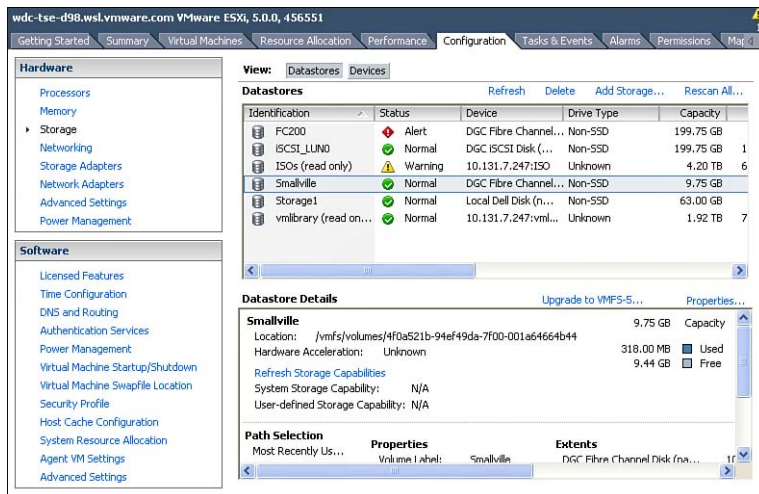 wdc-tse-d98.wsl.vmware.com VMware ESXi, 5.0.0, 456551
Getting Started Summary Virtual Machines Resource Allocation Performance Configuration Tasks & Events Alarms Permissions
Hardware
Processors
Memory
Storage
Networking
Storage Adapters
Network Adapters
Advanced Settings
Power Management
Software
Licensed Features
Time Configuration
DNS and Routing
Authentication Services
Power Management
Virtual Machine Startup/Shutdown
Virtual Machine Swapfile Location
Security Profile
Host Cache Configuration
System Resource Allocation
Agent VM Settings
Advanced Settings
View: Datastores Devices
Datastores Refresh Delete Add Storage... Rescan All...
Identification Status Device Drive Type Capacity
FC200 Alert DGC Fibre Channel... Non-SSD 199.75 GB
iSCSI_LUN0 Normal DGC iSCSI Disk (... Non-SSD 199.75 GB 1
ISOs (read only) Warning 10.131.7.247:ISO Unknown 4.20 TB 6
Smallville Normal DGC Fibre Channel... Non-SSD 9.75 GB
Storage1 Normal Local Dell Disk (n... Non-SSD 63.00 GB
vmlibrary (read on... Normal 10.131.7.247:vml... Unknown 1.92 TB 7
Datastore Details Upgrade to VMFS-5... Properties...
Smallville 9.75 GB Capacity
Location: /vmfs/volumes/4f0a521b-94ef49da-7f00-001a64664b44
Hardware Acceleration: Unknown 318.00 MB Used
9.44 GB Free
Refresh Storage Capabilities
System Storage Capability: N/A
User-defined Storage Capability: N/A
Path Selection Properties Extents
Most Recently Us... Volume Label: Smallville DGC Fibre Channel Disk (na... 10